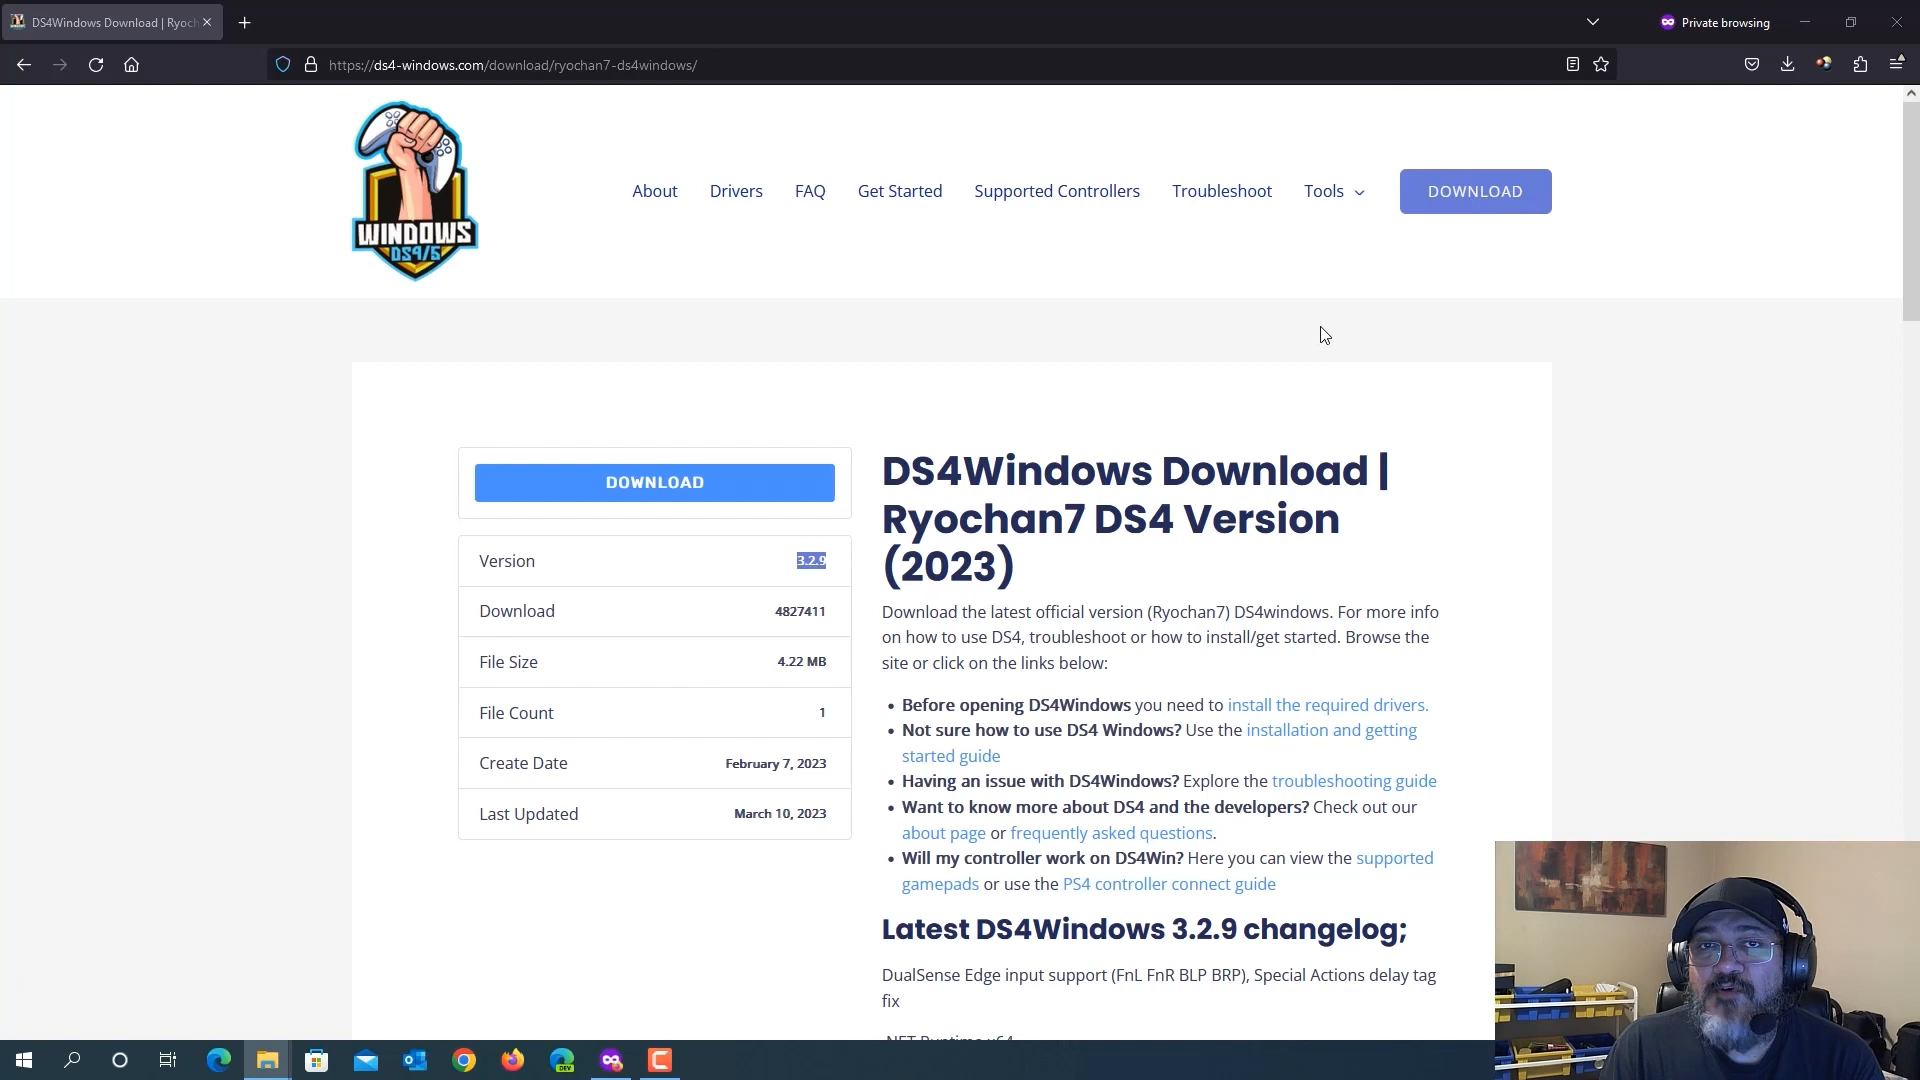 DS4Windows Download | Ryoch
Private browsing
https://ds4-windows.com/download/ryochan7-ds4windows/
WINDOWS
DS4/5
About
Drivers
FAQ
Get Started
Supported Controllers
Troubleshoot
Tools
DOWNLOAD
DOWNLOAD
Version 3.2.9
Download 4827411
File Size 4.22 MB
File Count 1
Create Date February 7, 2023
Last Updated March 10, 2023
DS4Windows Download |
Ryochan7 DS4 Version
(2023)
Download the latest official version (Ryochan7) DS4windows. For more info
on how to use DS4, troubleshoot or how to install/get started. Browse the
site or click on the links below:
• Before opening DS4Windows you need to install the required drivers.
• Not sure how to use DS4 Windows? Use the installation and getting
started guide
• Having an issue with DS4Windows? Explore the troubleshooting guide
• Want to know more about DS4 and the developers? Check out our
about page or frequently asked questions.
• Will my controller work on DS4Win? Here you can view the supported
gamepads or use the PS4 controller connect guide
Latest DS4Windows 3.2.9 changelog;
DualSense Edge input support (FnL FnR BLP BRP), Special Actions delay tag
fix
.NET Runtime x64
DEV